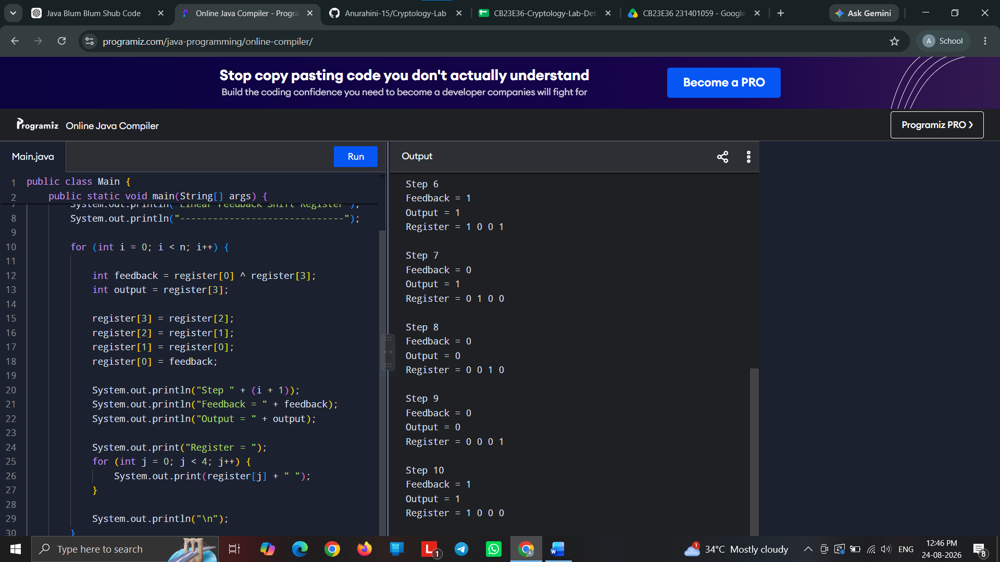 Java Blum Blum Shub Code
Online Java Compiler - Progra
Anurahini-15/Cryptology-Lab
CB23E36-Cryptology-Lab-Det
CB23E36 231401059 - Google
Ask Gemini
programiz.com/java-programming/online-compiler/
A School
Stop copy pasting code you don't actually understand
Build the coding confidence you need to become a developer companies will fight for
Become a PRO
Programiz Online Java Compiler
Programiz PRO
Main.java
Run
1 public class Main {
2 public static void main(String[] args) {
7 System.out.println("Linear Feedback Shift Register");
8 System.out.println("------------------------------");
9
10 for (int i = 0; i < n; i++) {
11
12 int feedback = register[0] ^ register[3];
13 int output = register[3];
14
15 register[3] = register[2];
16 register[2] = register[1];
17 register[1] = register[0];
18 register[0] = feedback;
19
20 System.out.println("Step " + (i + 1));
21 System.out.println("Feedback = " + feedback);
22 System.out.println("Output = " + output);
23
24 System.out.print("Register = ");
25 for (int j = 0; j < 4; j++) {
26 System.out.print(register[j] + " ");
27 }
28
29 System.out.println("\n");
30 }
Output
Step 6
Feedback = 1
Output = 1
Register = 1 0 0 1
Step 7
Feedback = 0
Output = 1
Register = 0 1 0 0
Step 8
Feedback = 0
Output = 0
Register = 0 0 1 0
Step 9
Feedback = 0
Output = 0
Register = 0 0 0 1
Step 10
Feedback = 1
Output = 1
Register = 1 0 0 0
Type here to search
L 1
W
1
34°C Mostly cloudy
ENG
12:46 PM
24-08-2026
8